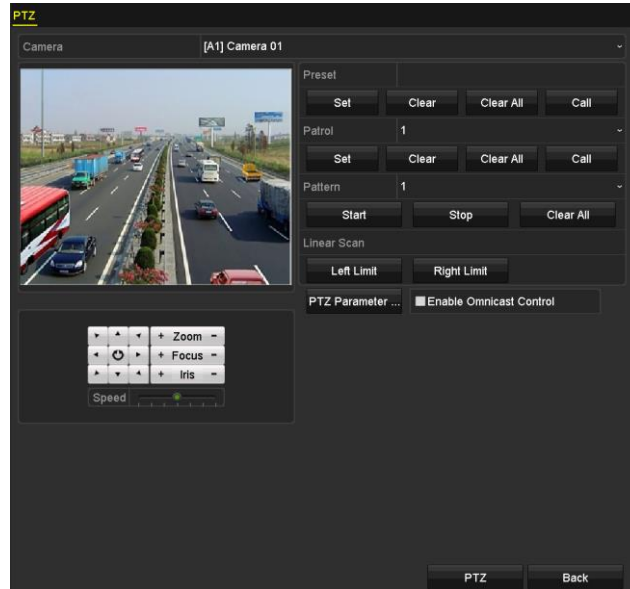 PTZ
Camera [A1] Camera 01
Preset
Set Clear Clear All Call
Patrol 1
Set Clear Clear All Call
Pattern 1
Start Stop Clear All
Linear Scan
Left Limit Right Limit
PTZ Parameter ... Enable Omnicast Control
+ Zoom -
+ Focus -
+ Iris -
Speed
PTZ Back